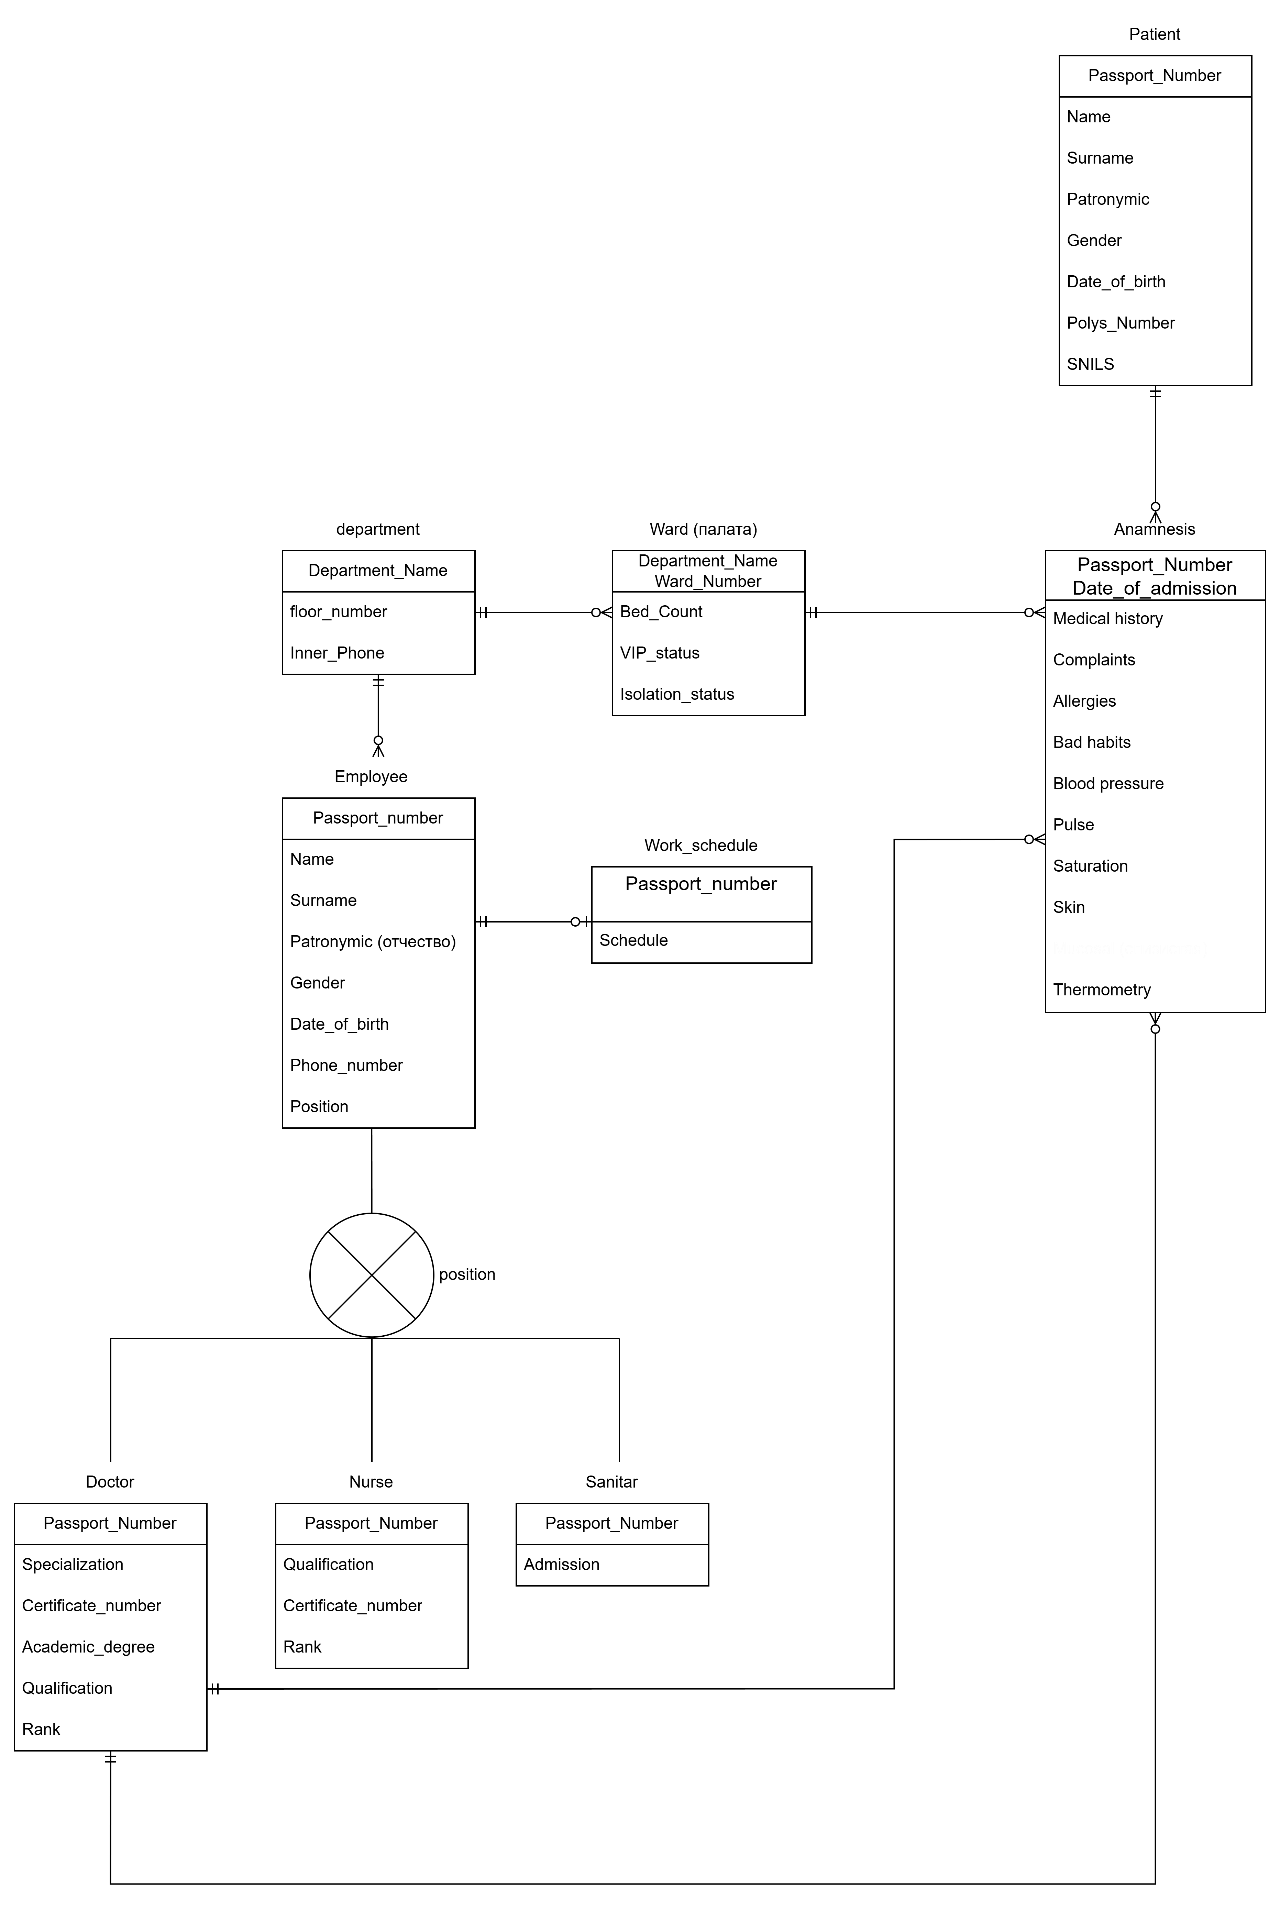 Patient
Passport_Number
Name
Surname
Patronymic
Gender
Date_of_birth
Polys_Number
SNILS
department
Department_Name
floor_number
Inner_Phone
Ward (палата)
Department_Name
Ward_Number
Bed_Count
VIP_status
Isolation_status
Anamnesis
Passport_Number
Date_of_admission
Medical history
Complaints
Allergies
Bad habits
Blood pressure
Pulse
Saturation
Skin
Thermometry
Employee
Passport_number
Name
Surname
Patronymic (отчество)
Gender
Date_of_birth
Phone_number
Position
Work_schedule
Passport_number
Schedule
position
Doctor
Passport_Number
Specialization
Certificate_number
Academic_degree
Qualification
Rank
Nurse
Passport_Number
Qualification
Certificate_number
Rank
Sanitar
Passport_Number
Admission